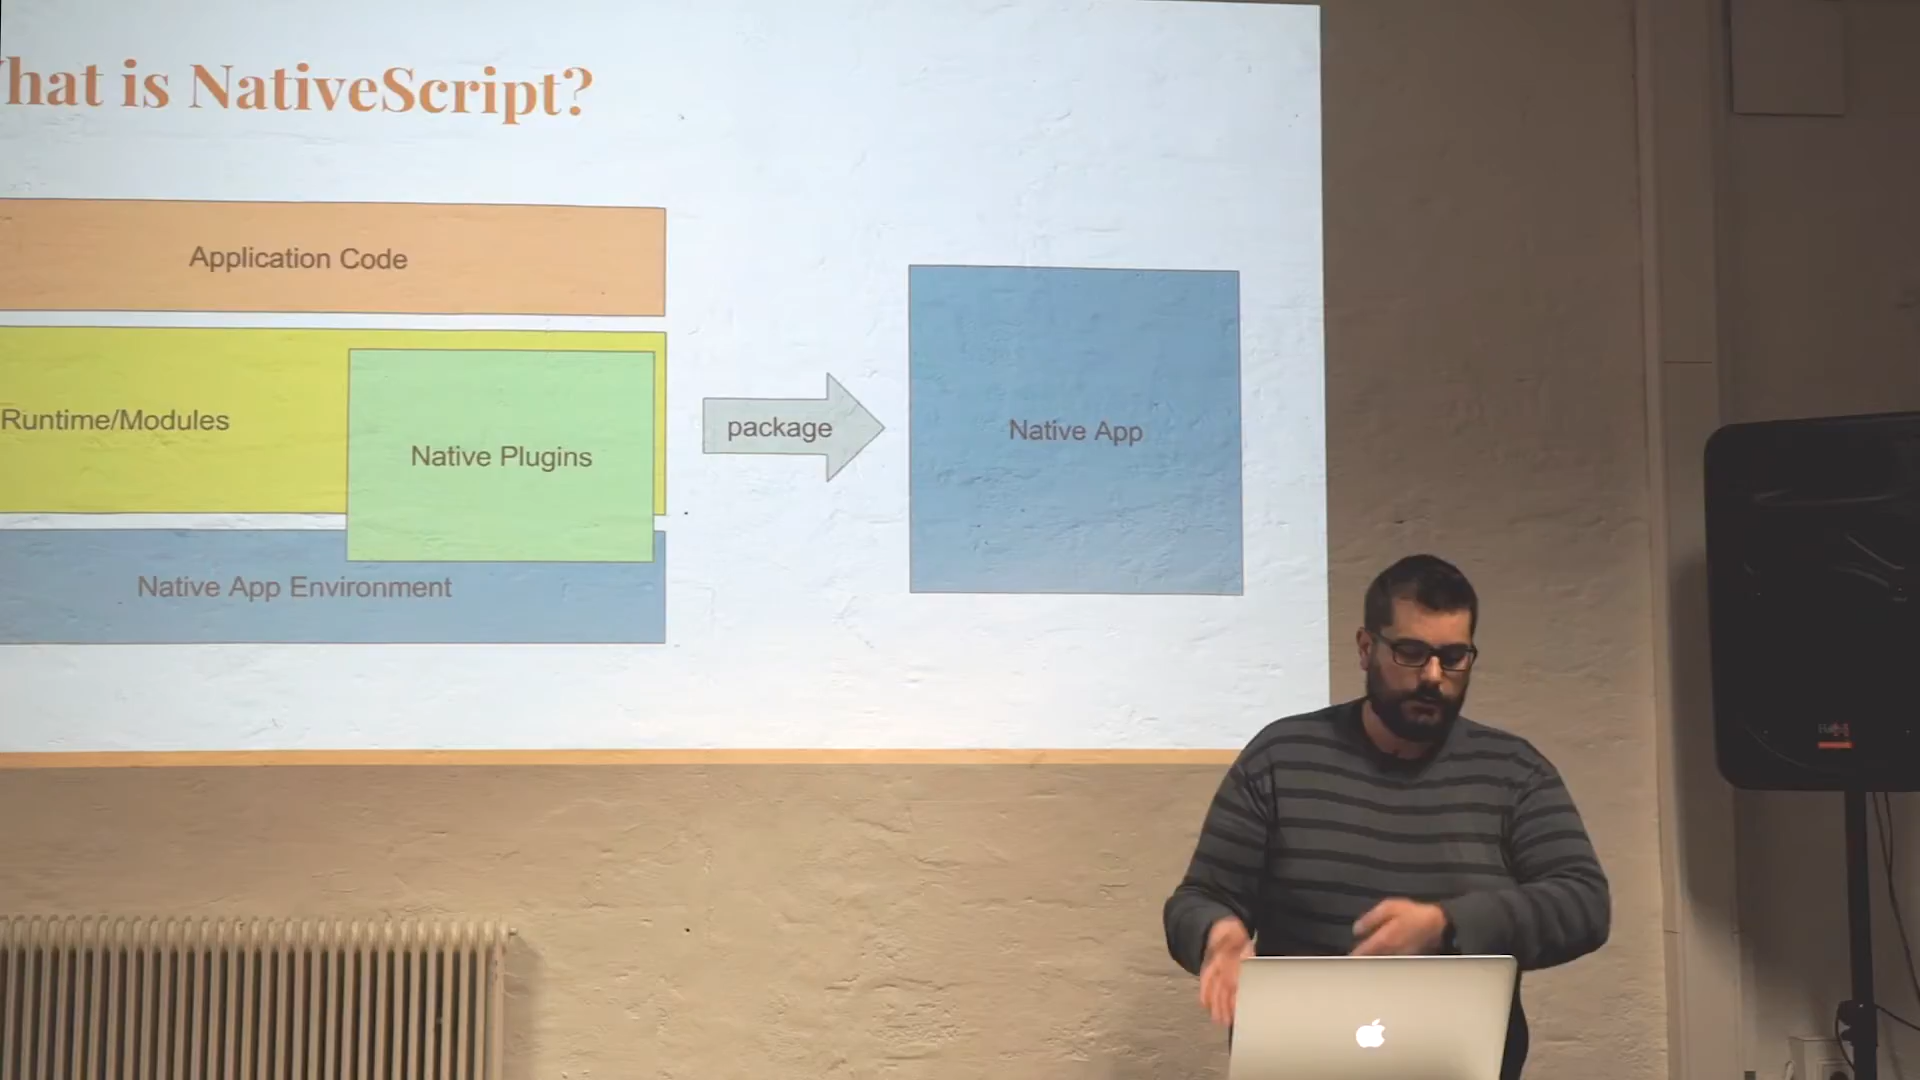 hat is NativeScript?
Application Code
Runtime/Modules
Native Plugins
package
Native App
Native App Environment